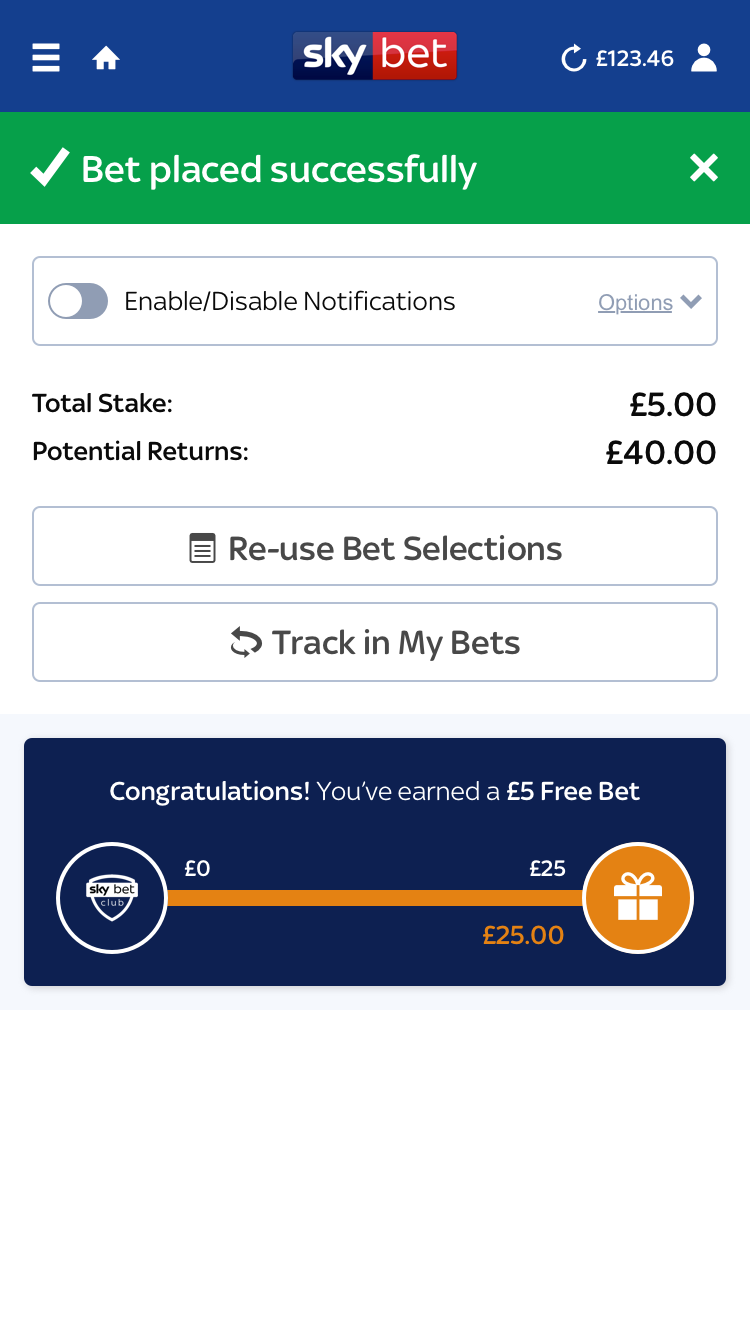 sky bet
£123.46
Bet placed successfully
Enable/Disable Notifications
Options
Total Stake:
£5.00
Potential Returns:
£40.00
Re-use Bet Selections
Track in My Bets
Congratulations! You've earned a £5 Free Bet
£0
£25
sky bet
club
£25.00